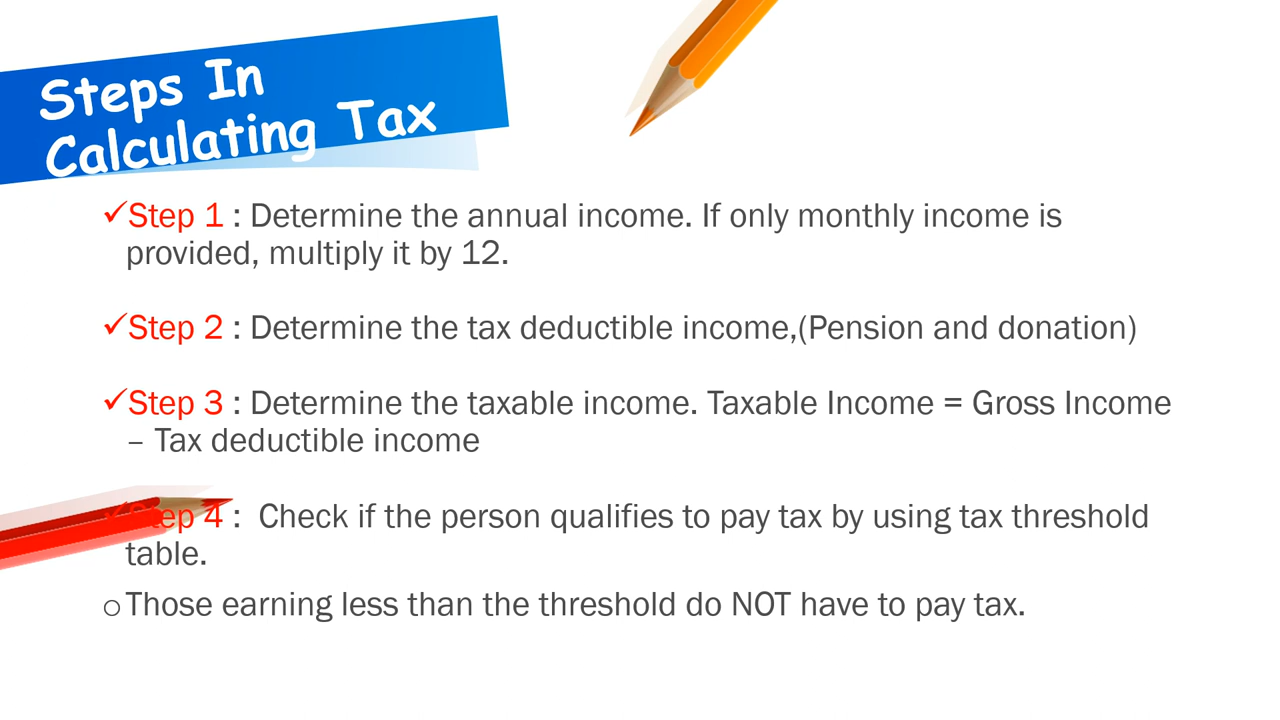 Steps In
Calculating Tax
✓Step 1 : Determine the annual income. If only monthly income is
provided, multiply it by 12.
✓Step 2 : Determine the tax deductible income,(Pension and donation)
✓Step 3 : Determine the taxable income. Taxable Income = Gross Income
– Tax deductible income
✓Step 4 :  Check if the person qualifies to pay tax by using tax threshold
table.
o Those earning less than the threshold do NOT have to pay tax.